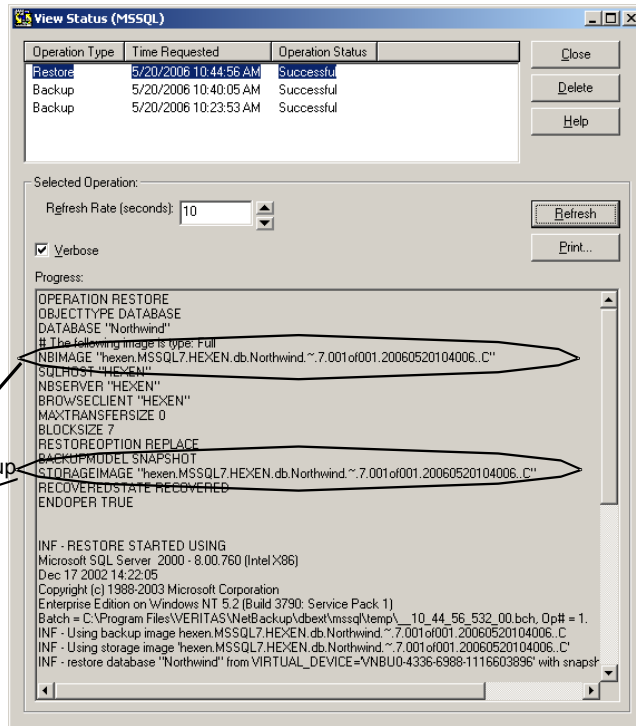 View Status (MSSQL)
Operation Type Time Requested Operation Status
Restore 5/20/2006 10:44:56 AM Successful
Backup 5/20/2006 10:40:05 AM Successful
Backup 5/20/2006 10:23:53 AM Successful
Close
Delete
Help
Selected Operation:
Refresh Rate (seconds): 10
Refresh
Verbose
Print...
Progress:
OPERATION RESTORE
OBJECTTYPE DATABASE
DATABASE "Northwind"
# The following image is type: Full
NBIMAGE "hexen.MSSQL7.HEXEN.db.Northwind.~.7.001of001.20060520104006..C"
SQLHOST "HEXEN"
NBSERVER "HEXEN"
BROWSECLIENT "HEXEN"
MAXTRANSFERSIZE 0
BLOCKSIZE 7
RESTOREOPTION REPLACE
BACKUPMODEL SNAPSHOT
up
STORAGEIMAGE "hexen.MSSQL7.HEXEN.db.Northwind.~.7.001of001.20060520104006..C"
RECOVEREDSTATE RECOVERED
ENDOPER TRUE
INF - RESTORE STARTED USING
Microsoft SQL Server 2000 - 8.00.760 (Intel X86)
Dec 17 2002 14:22:05
Copyright (c) 1988-2003 Microsoft Corporation
Enterprise Edition on Windows NT 5.2 (Build 3790: Service Pack 1)
Batch = C:\Program Files\VERITAS\NetBackup\dbext\mssql\temp\__10_44_56_532_00.bch, Op# = 1.
INF - Using backup image hexen.MSSQL7.HEXEN.db.Northwind.~.7.001of001.20060520104006..C
INF - Using storage image 'hexen.MSSQL7.HEXEN.db.Northwind.~.7.001of001.20060520104006..C'
INF - restore database "Northwind" from VIRTUAL_DEVICE='VNBU0-4336-6988-1116603896' with snapsh